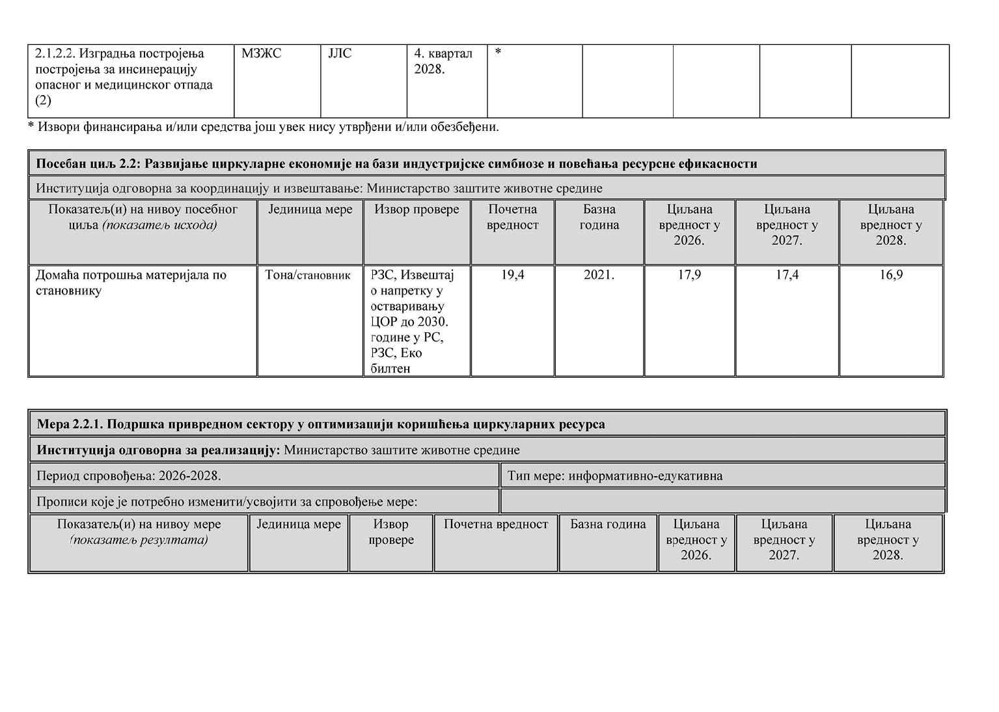 2.1.2.2. Изградња постројења
постројења за инсинерацију
опасног и медицинског отпада
(2)
МЗЖС
ЈЛС
4. квартал
2028.
*
* Извори финансирања и/или средства још увек нису утврђени и/или обезбеђени.
Посебан циљ 2.2: Развијање циркуларне економије на бази индустријске симбиозе и повећања ресурсне ефикасности
Институција одговорна за координацију и извештавање: Министарство заштите животне средине
Показатељ(и) на нивоу посебног
циља (показатељ исхода)
Јединица мере
Извор провере
Почетна
вредност
Базна
година
Циљана
вредност у
2026.
Циљана
вредност у
2027.
Циљана
вредност у
2028.
Домаћа потрошња материјала по
становнику
Тона/становник
РЗС, Извештај
о напретку у
остваривању
ЦОР до 2030.
године у РС,
РЗС, Еко
билтен
19,4
2021.
17,9
17,4
16,9
Мера 2.2.1. Подршка привредном сектору у оптимизацији коришћења циркуларних ресурса
Институција одговорна за реализацију: Министарство заштите животне средине
Период спровођења: 2026-2028.
Тип мере: информативно-едукативна
Прописи које је потребно изменити/усвојити за спровођење мере:
Показатељ(и) на нивоу мере
(показатељ резултата)
Јединица мере
Извор
провере
Почетна вредност
Базна година
Циљана
вредност у
2026.
Циљана
вредност у
2027.
Циљана
вредност у
2028.